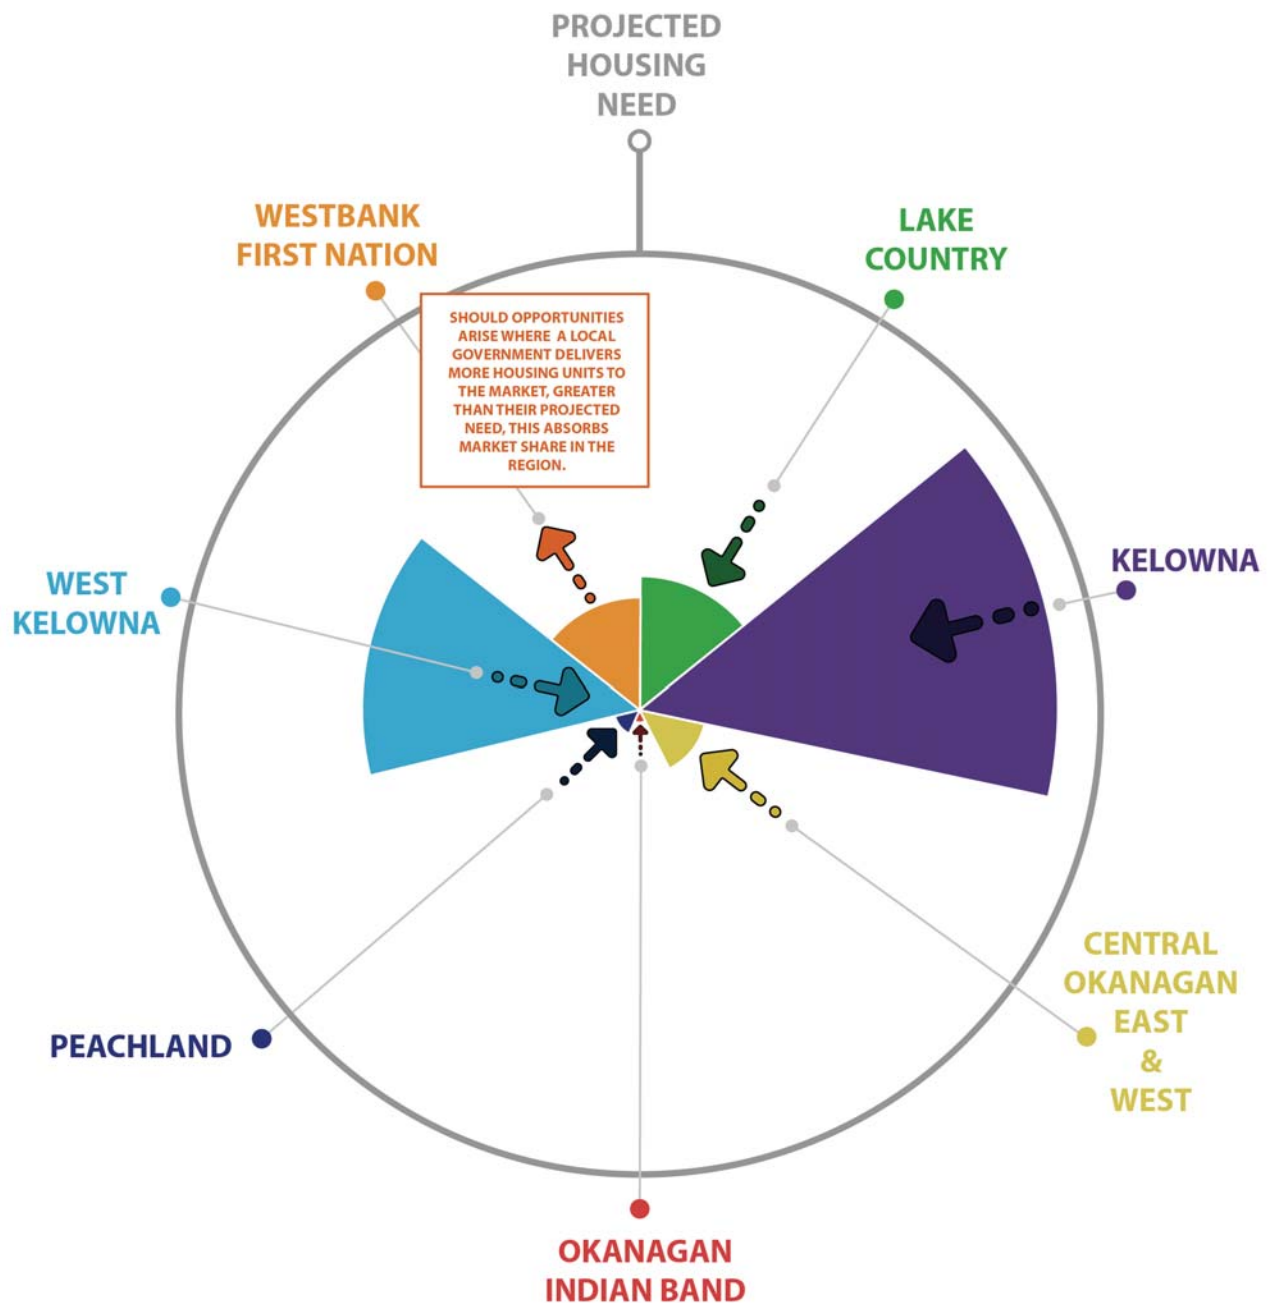 PROJECTED
HOUSING
NEED
WESTBANK
FIRST NATION
LAKE
COUNTRY
SHOULD OPPORTUNITIES
ARISE WHERE A LOCAL
GOVERNMENT DELIVERS
MORE HOUSING UNITS TO
THE MARKET, GREATER
THAN THEIR PROJECTED
NEED, THIS ABSORBS
MARKET SHARE IN THE
REGION.
WEST
KELOWNA
KELOWNA
CENTRAL
OKANAGAN
EAST
&
WEST
PEACHLAND
OKANAGAN
INDIAN BAND